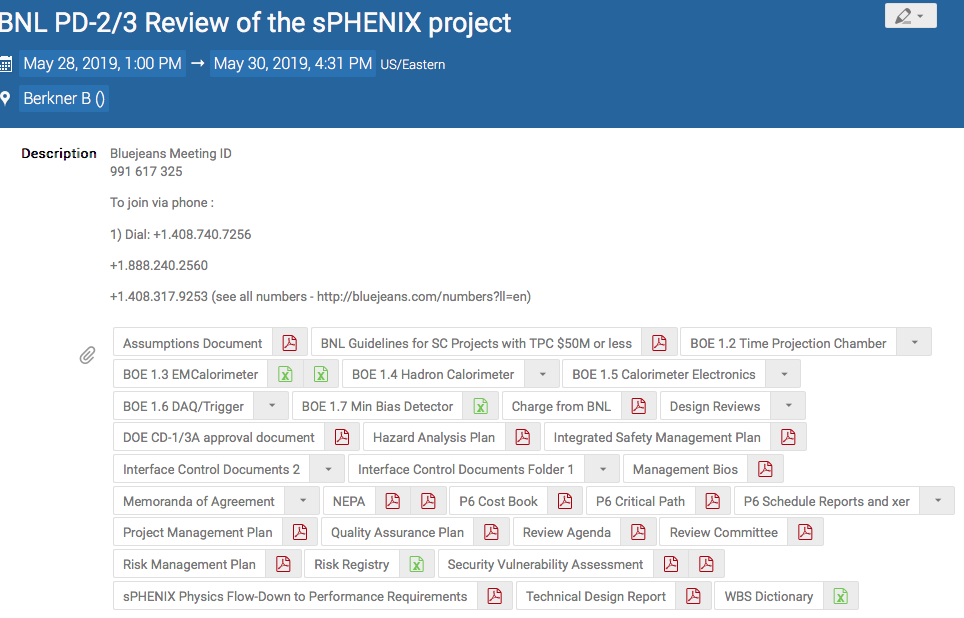 BNL PD-2/3 Review of the sPHENIX project
May 28, 2019, 1:00 PM → May 30, 2019, 4:31 PM US/Eastern
Berkner B ()
Description Bluejeans Meeting ID
991 617 325
To join via phone :
1) Dial: +1.408.740.7256
+1.888.240.2560
+1.408.317.9253 (see all numbers - http://bluejeans.com/numbers?ll=en)
Assumptions Document BNL Guidelines for SC Projects with TPC $50M or less BOE 1.2 Time Projection Chamber
BOE 1.3 EMCalorimeter BOE 1.4 Hadron Calorimeter BOE 1.5 Calorimeter Electronics
BOE 1.6 DAQ/Trigger BOE 1.7 Min Bias Detector Charge from BNL Design Reviews
DOE CD-1/3A approval document Hazard Analysis Plan Integrated Safety Management Plan
Interface Control Documents 2 Interface Control Documents Folder 1 Management Bios
Memoranda of Agreement NEPA P6 Cost Book P6 Critical Path P6 Schedule Reports and xer
Project Management Plan Quality Assurance Plan Review Agenda Review Committee
Risk Management Plan Risk Registry Security Vulnerability Assessment
sPHENIX Physics Flow-Down to Performance Requirements Technical Design Report WBS Dictionary